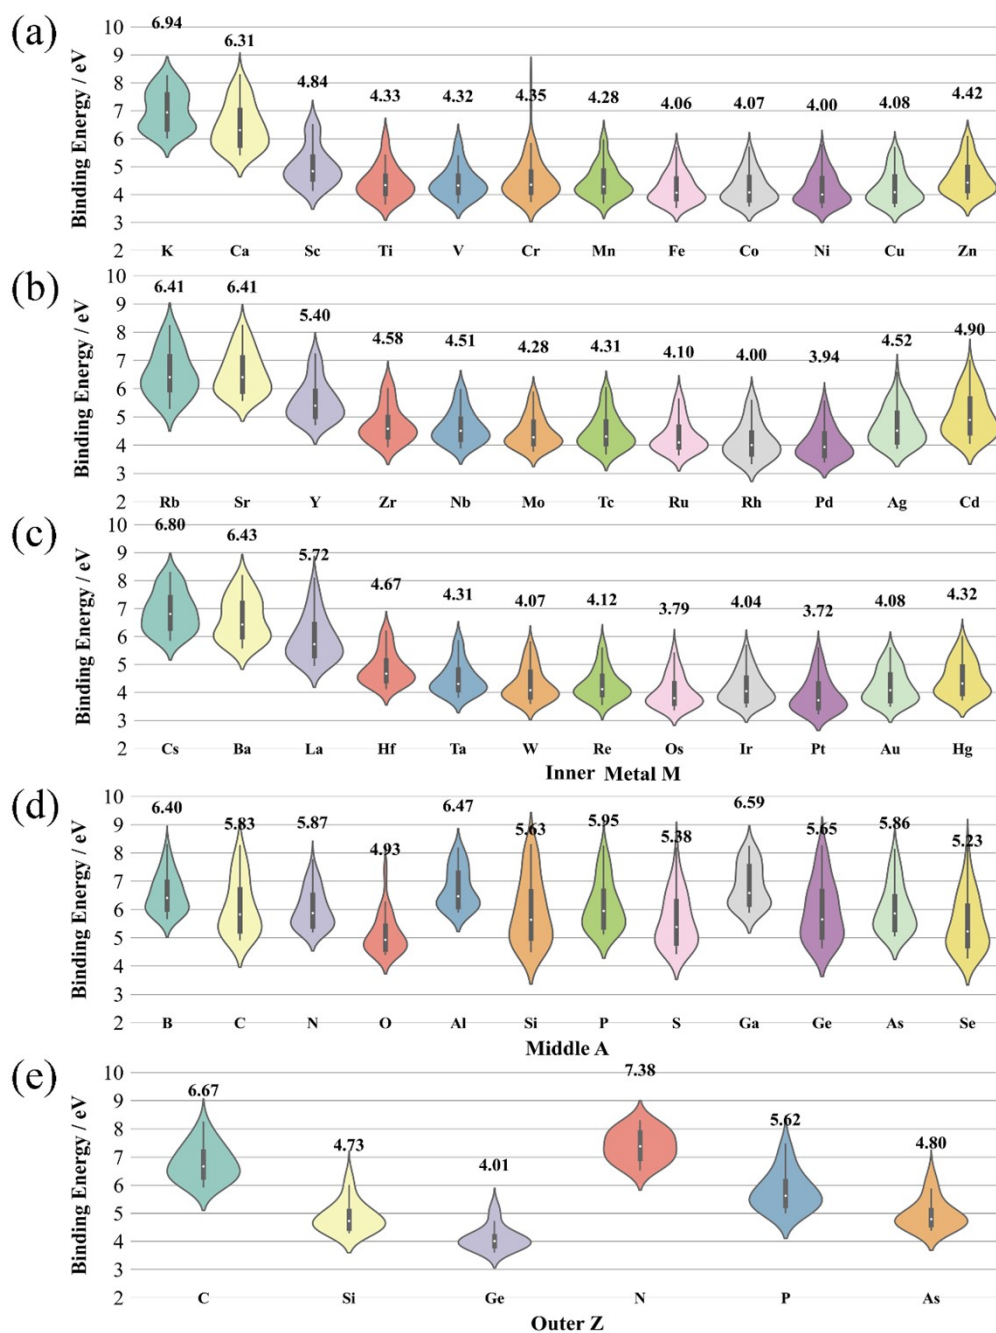 (a)
Binding Energy / eV
10
9
8
7
6
5
4
3
2
6.94 6.31 4.84 4.33 4.32 4.35 4.28 4.06 4.07 4.00 4.08 4.42
K Ca Sc Ti V Cr Mn Fe Co Ni Cu Zn
(b)
Binding Energy / eV
10
9
8
7
6
5
4
3
2
6.41 6.41 5.40 4.58 4.51 4.28 4.31 4.10 4.00 3.94 4.52 4.90
Rb Sr Y Zr Nb Mo Tc Ru Rh Pd Ag Cd
(c)
Binding Energy / eV
10
9
8
7
6
5
4
3
2
6.80 6.43 5.72 4.67 4.31 4.07 4.12 3.79 4.04 3.72 4.08 4.32
Cs Ba La Hf Ta W Re Os Ir Pt Au Hg
Inner Metal M
(d)
Binding Energy / eV
10
9
8
7
6
5
4
3
2
6.40 5.83 5.87 4.93 6.47 5.63 5.95 5.38 6.59 5.65 5.86 5.23
B C N O Al Si P S Ga Ge As Se
Middle A
(e)
Binding Energy / eV
10
9
8
7
6
5
4
3
2
6.67 4.73 4.01 7.38 5.62 4.80
C Si Ge N P As
Outer Z